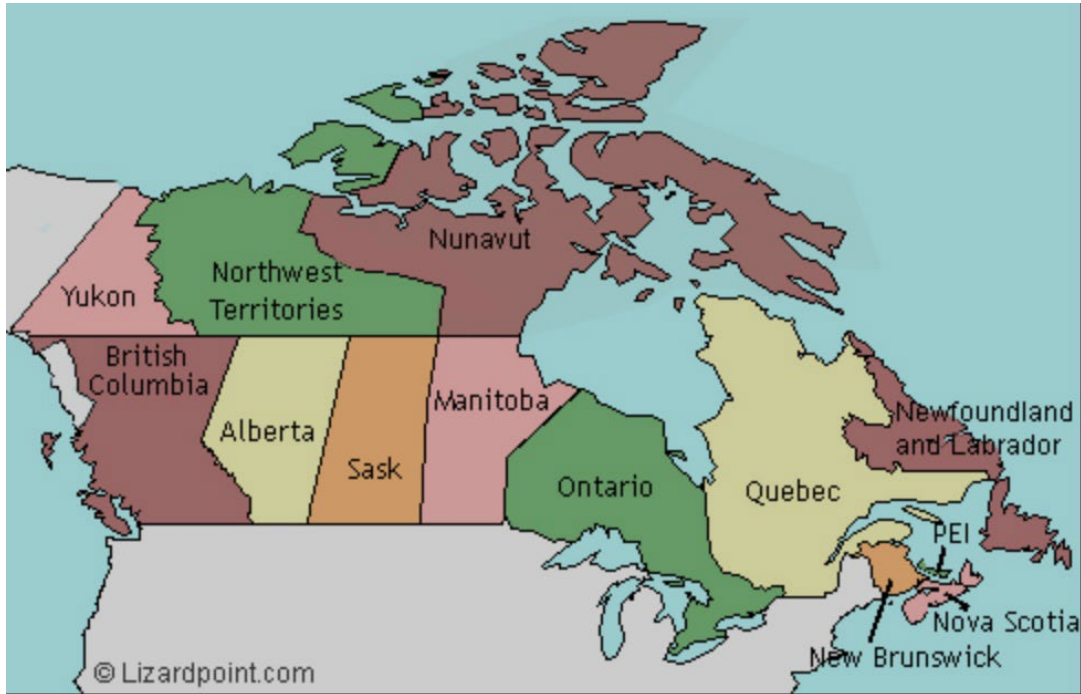 Nunavut
Northwest
Territories
Yukon
British
Columbia
Alberta
Sask
Manitoba
Ontario
Quebec
Newfoundland
and Labrador
PEI
Nova Scotia
New Brunswick
© Lizardpoint.com